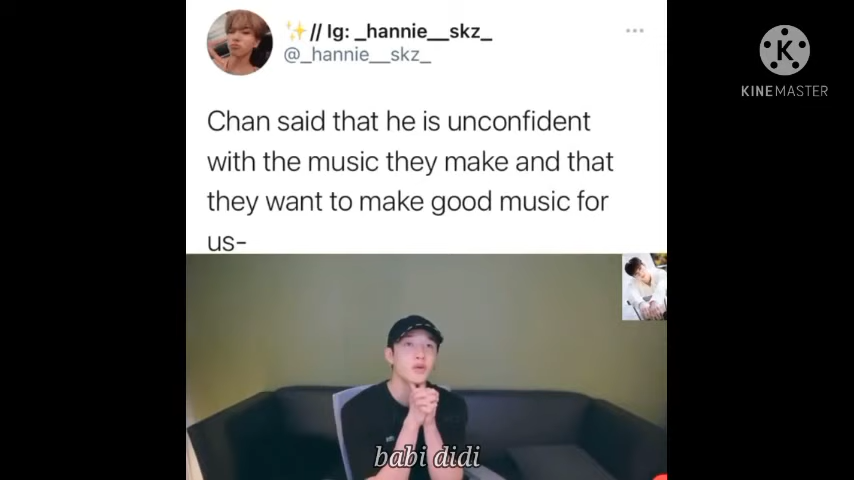 ✨// Ig: _hannie__skz_
@_hannie__skz_
Chan said that he is unconfident
with the music they make and that
they want to make good music for
us-
K
KINEMASTER
babi didi